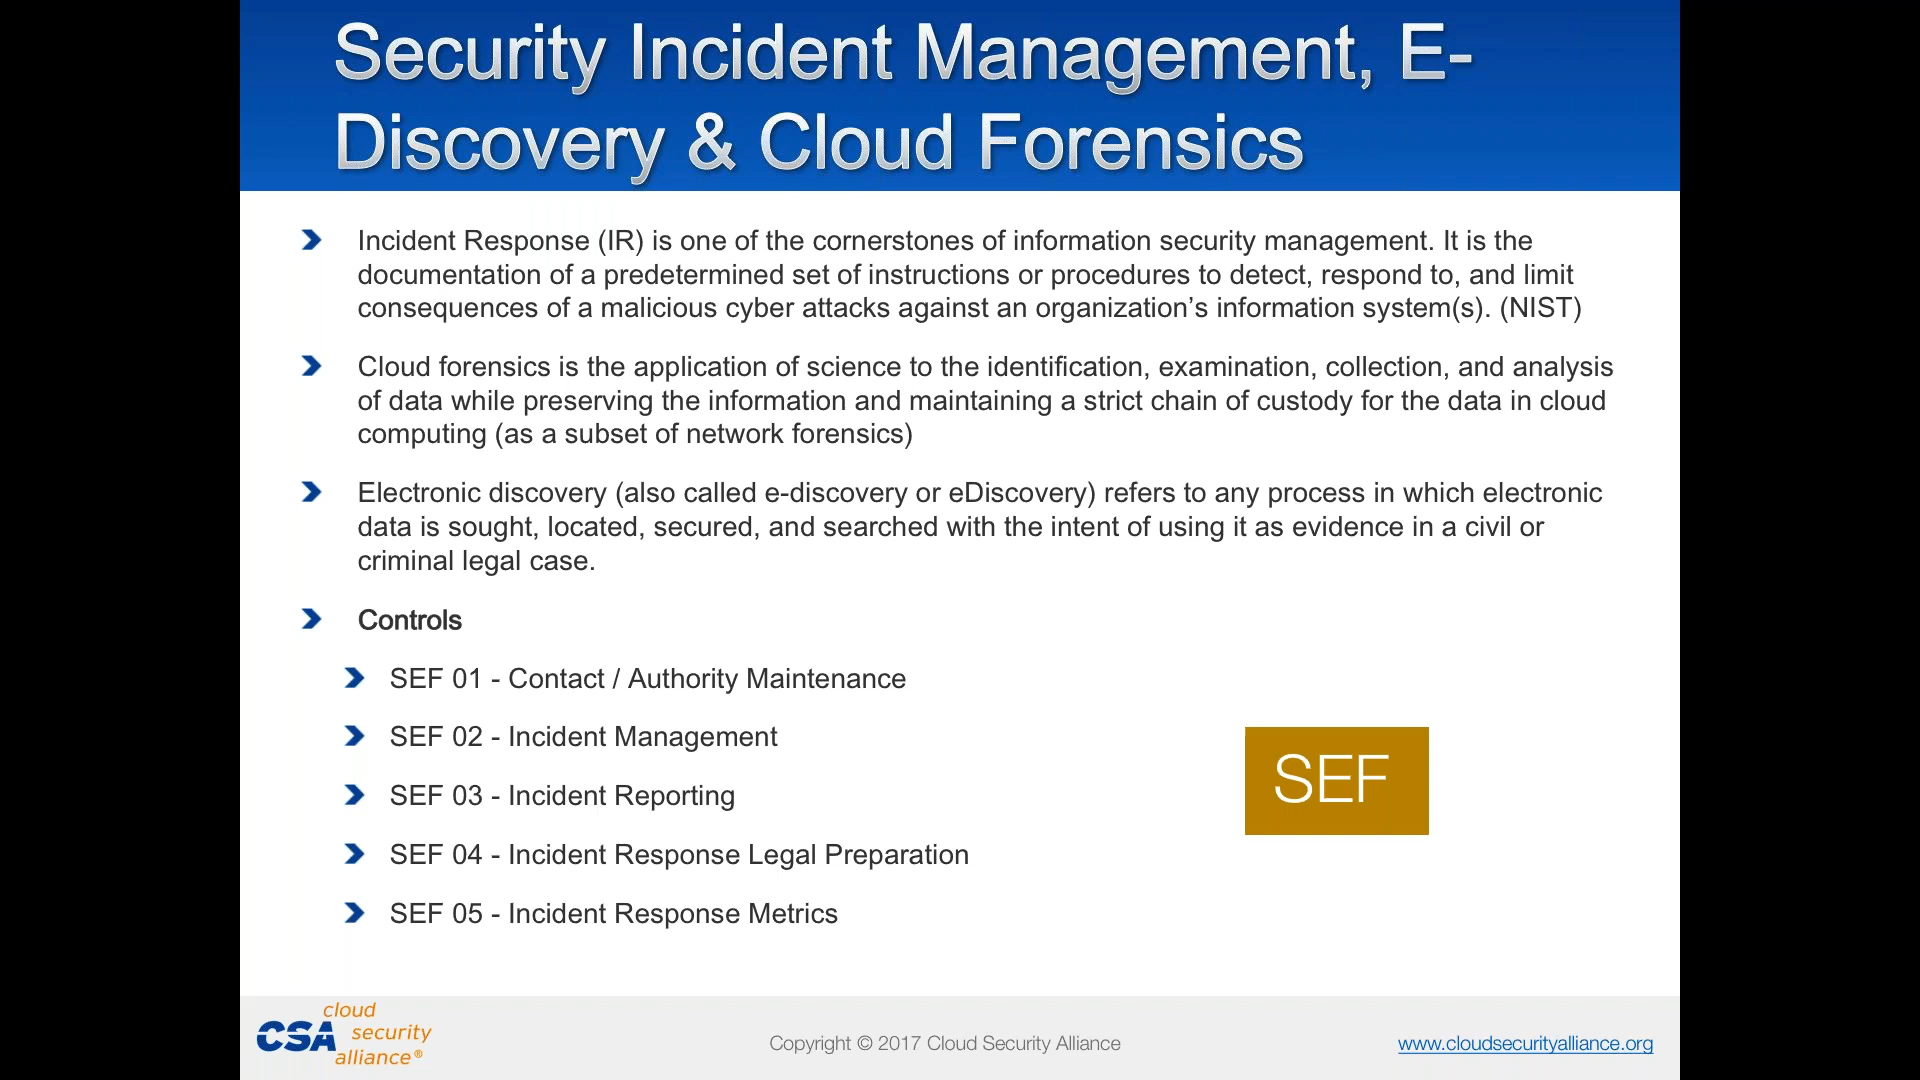 Security Incident Management, E-
Discovery & Cloud Forensics
Incident Response (IR) is one of the cornerstones of information security management. It is the
documentation of a predetermined set of instructions or procedures to detect, respond to, and limit
consequences of a malicious cyber attacks against an organization’s information system(s). (NIST)
Cloud forensics is the application of science to the identification, examination, collection, and analysis
of data while preserving the information and maintaining a strict chain of custody for the data in cloud
computing (as a subset of network forensics)
Electronic discovery (also called e-discovery or eDiscovery) refers to any process in which electronic
data is sought, located, secured, and searched with the intent of using it as evidence in a civil or
criminal legal case.
Controls
SEF 01 - Contact / Authority Maintenance
SEF 02 - Incident Management
SEF 03 - Incident Reporting
SEF 04 - Incident Response Legal Preparation
SEF 05 - Incident Response Metrics
SEF
cloud
CSA security
alliance®
Copyright © 2017 Cloud Security Alliance
www.cloudsecurityalliance.org